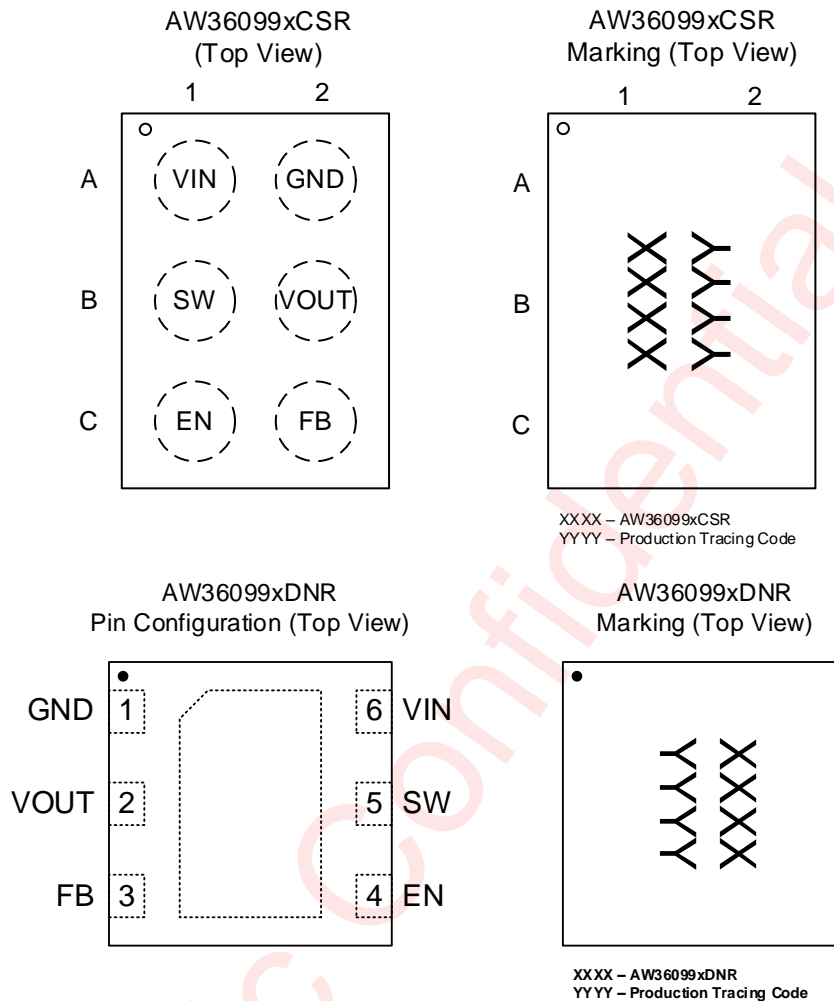 AW36099xCSR
(Top View)
1 2
A VIN GND
B SW VOUT
C EN FB
AW36099xCSR
Marking (Top View)
1 2
A
B XXXX YYYY
C
XXXX – AW36099xCSR
YYYY – Production Tracing Code
AW36099xDNR
Pin Configuration (Top View)
GND 1 6 VIN
VOUT 2 5 SW
FB 3 4 EN
AW36099xDNR
Marking (Top View)
YYYY XXXX
XXXX – AW36099xDNR
YYYY – Production Tracing Code
Confidential